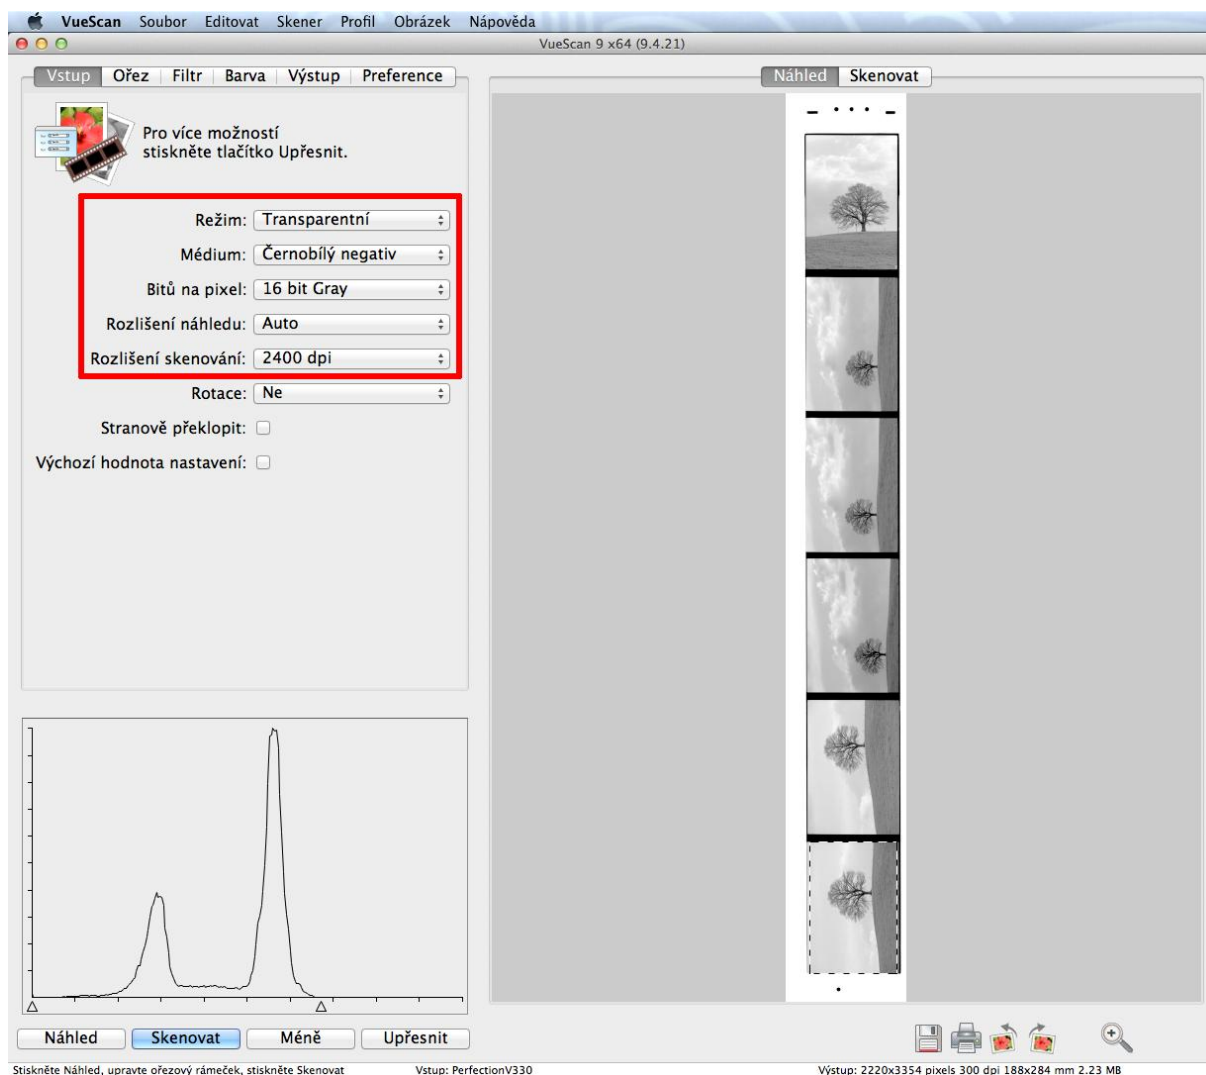 VueScan Soubor Editovat Skener Profil Obrázek Nápověda
VueScan 9 x64 (9.4.21)
Vstup Ořez Filtr Barva Výstup Preference
Náhled Skenovat
Pro více možností
stiskněte tlačítko Upřesnit.
Režim: Transparentní
Médium: Černobílý negativ
Bitů na pixel: 16 bit Gray
Rozlišení náhledu: Auto
Rozlišení skenování: 2400 dpi
Rotace: Ne
Stranově překlopit:
Výchozí hodnota nastavení:
Náhled Skenovat Méně Upřesnit
Stiskněte Náhled, upravte ořezový rámeček, stiskněte Skenovat Vstup: PerfectionV330 Výstup: 2220x3354 pixels 300 dpi 188x284 mm 2.23 MB